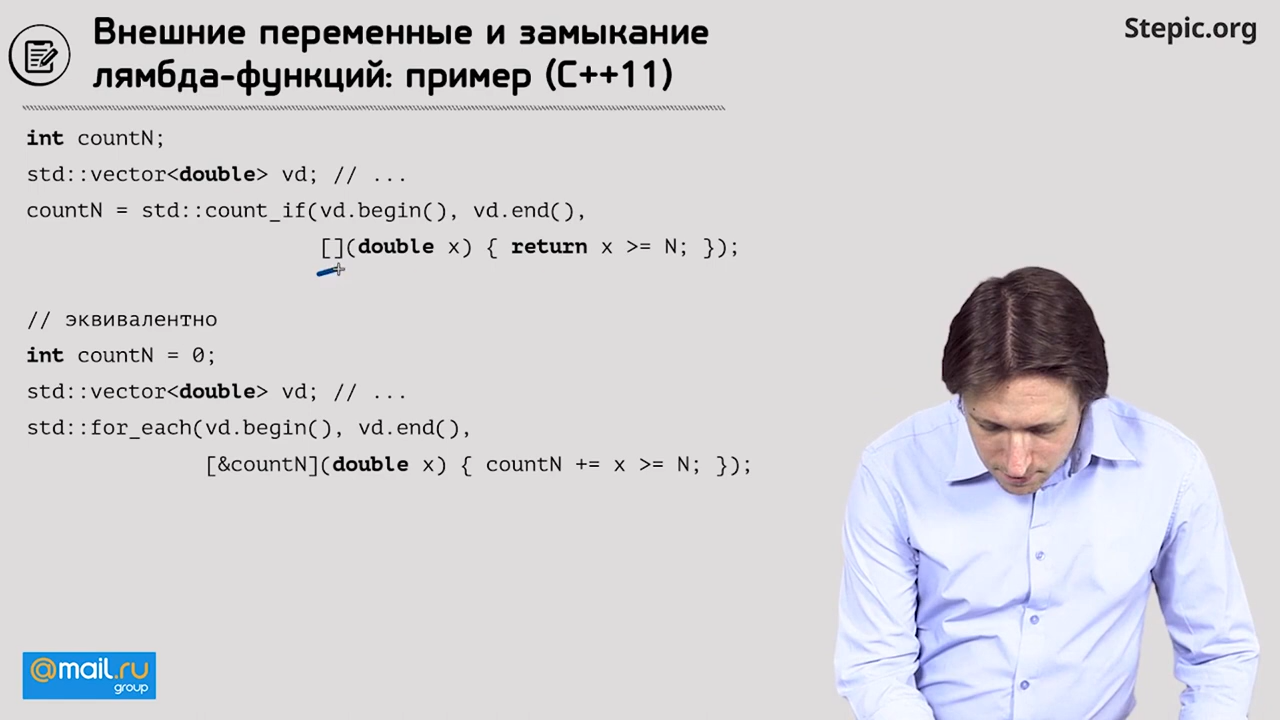 Внешние переменные и замыкание
лямбда-функций: пример (C++11)
Stepic.org
int countN;
std::vector<double> vd; // ...
countN = std::count_if(vd.begin(), vd.end(),
[](double x) { return x >= N; });
// эквивалентно
int countN = 0;
std::vector<double> vd; // ...
std::for_each(vd.begin(), vd.end(),
[&countN](double x) { countN += x >= N; });
@mail.ru
group